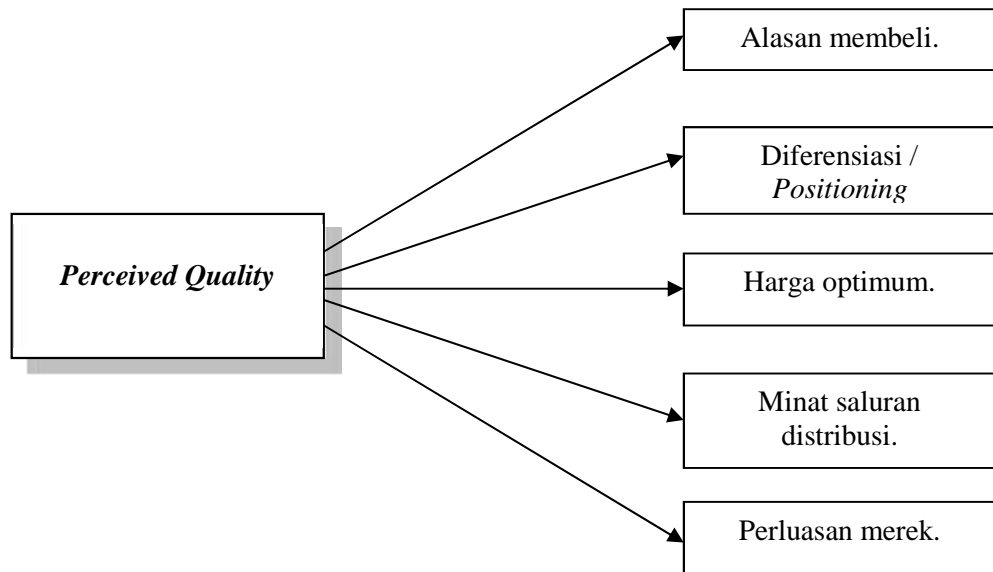 Alasan membeli.
Diferensiasi /
Positioning
Perceived Quality
Harga optimum.
Minat saluran
distribusi.
Perluasan merek.